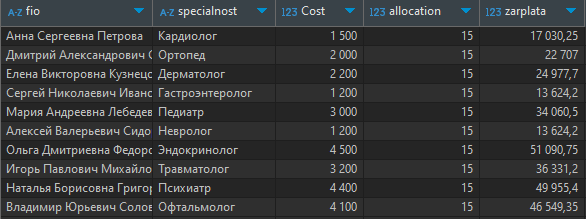 A-Z fio A-Z specialnost 123 Cost 123 allocation 123 zarplata
Анна Сергеевна Петрова Кардиолог 1 500 15 17 030,25
Дмитрий Александрович Ортопед 2 000 15 22 707
Елена Викторовна Кузнец Дерматолог 2 200 15 24 977,7
Сергей Николаевич Ивано Гастроэнтеролог 1 200 15 13 624,2
Мария Андреевна Лебедев Педиатр 3 000 15 34 060,5
Алексей Валерьевич Сидо Невролог 1 200 15 13 624,2
Ольга Дмитриевна Федоро Эндокринолог 4 500 15 51 090,75
Игорь Павлович Михайло Травматолог 3 200 15 36 331,2
Наталья Борисовна Григор Психиатр 4 400 15 49 955,4
Владимир Юрьевич Солов Офтальмолог 4 100 15 46 549,35